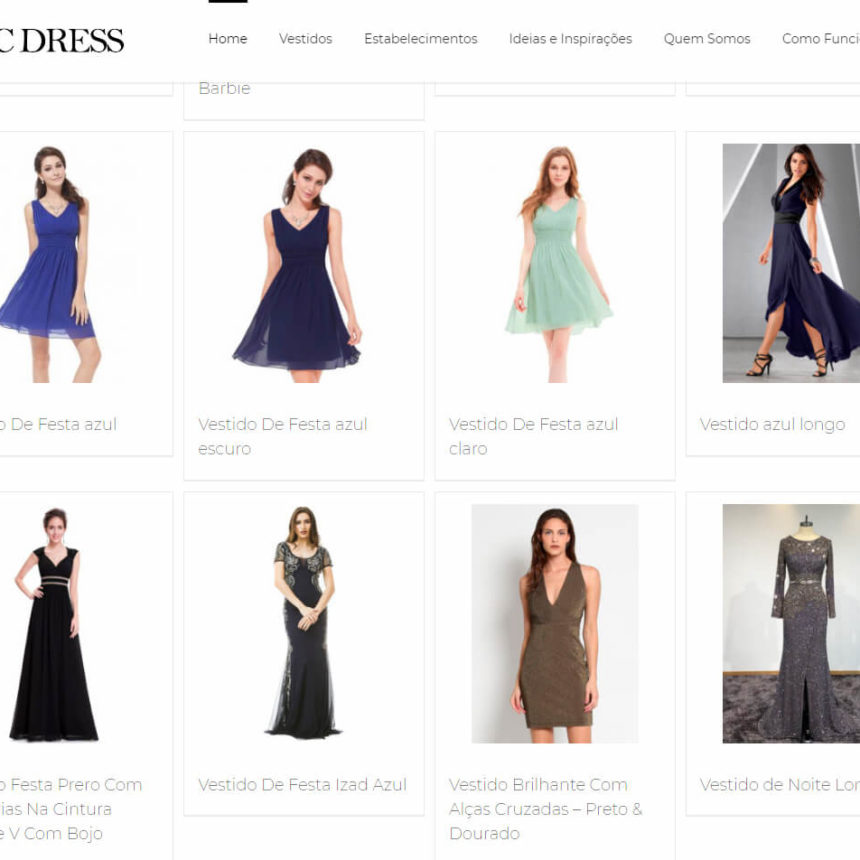 C DRESS
Home Vestidos Estabelecimentos Ideias e Inspirações Quem Somos Como Funci
Barbie
De Festa azul
Vestido De Festa azul
escuro
Vestido De Festa azul
claro
Vestido azul longo
Festa Prero Com
ias Na Cintura
e V Com Bojo
Vestido De Festa Izad Azul
Vestido Brilhante Com
Alças Cruzadas – Preto &
Dourado
Vestido de Noite Lon